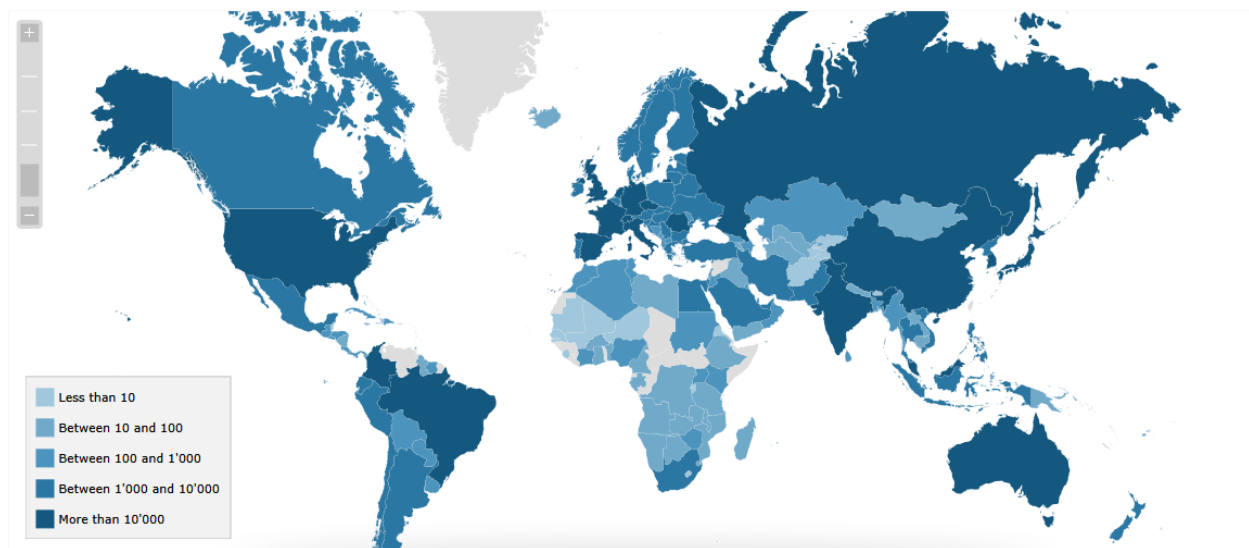 +
−
Less than 10
Between 10 and 100
Between 100 and 1'000
Between 1'000 and 10'000
More than 10'000